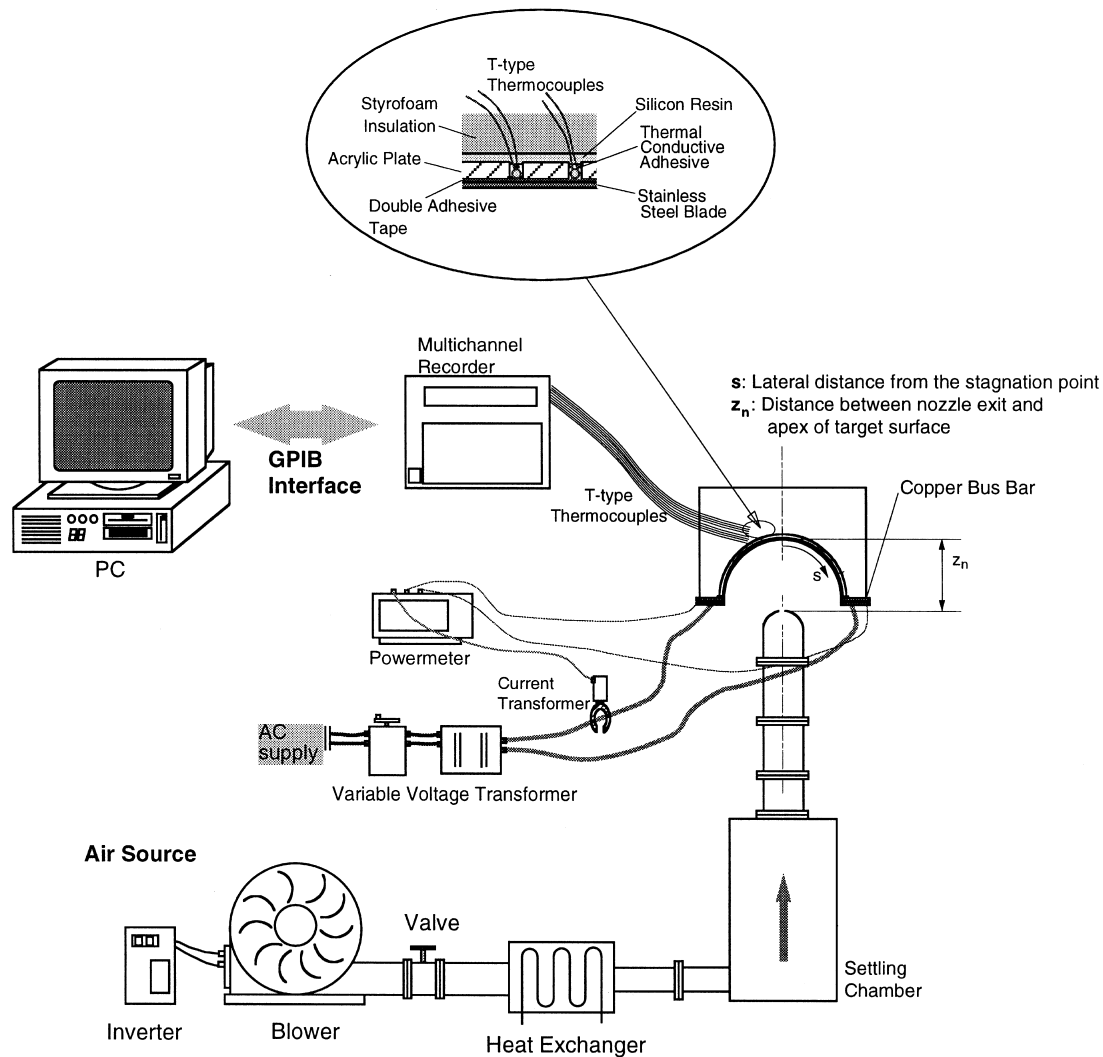 T-type
Thermocouples
Styrofoam
Insulation
Silicon Resin
Thermal
Conductive
Adhesive
Acrylic Plate
Double Adhesive
Tape
Stainless
Steel Blade
Multichannel
Recorder
s: Lateral distance from the stagnation point
zn: Distance between nozzle exit and
apex of target surface
GPIB
Interface
T-type
Thermocouples
Copper Bus Bar
PC
s
zn
Powermeter
Current
Transformer
AC
supply
Variable Voltage Transformer
Air Source
Valve
Settling
Chamber
Inverter
Blower
Heat Exchanger